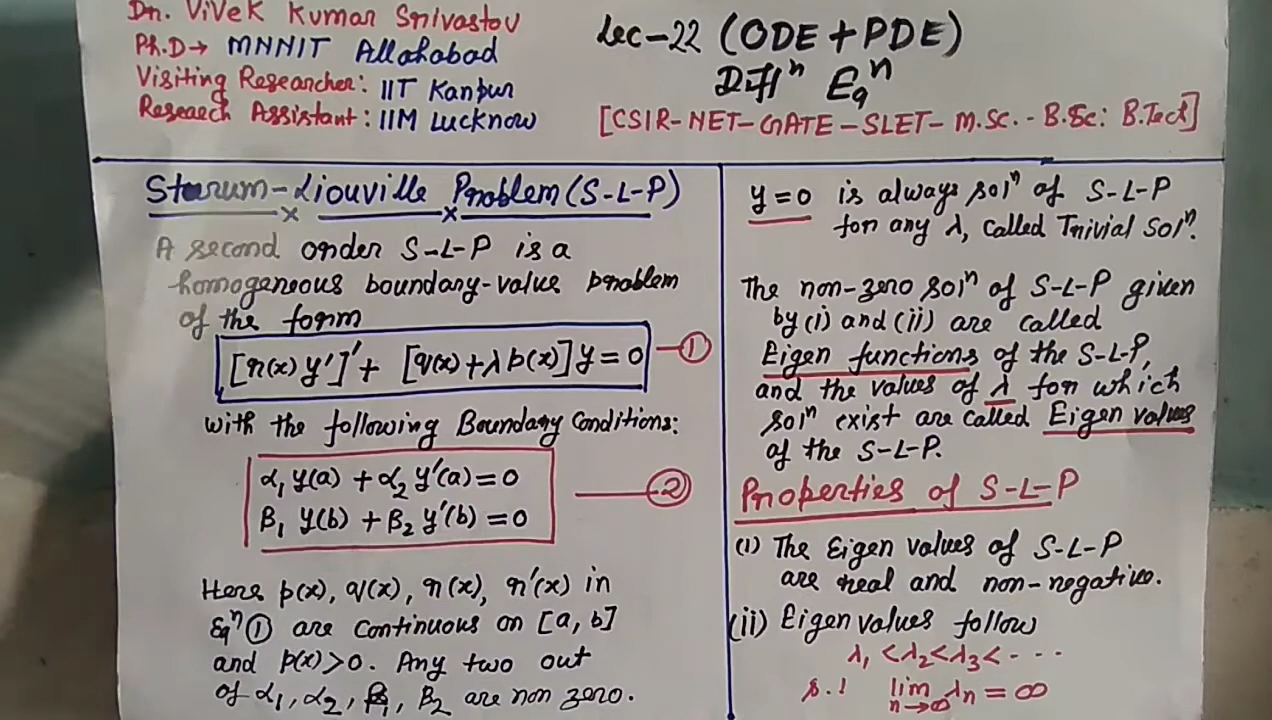 Dr. Vivek Kumar Srivastov
Ph.D → MNNIT Allahabad
Visiting Researcher: IIT Kanpur
Reseach Assistant: IIM Lucknow
Lec-22 (ODE + PDE)
Diffⁿ Eqⁿ
[CSIR-NET-GATE-SLET-M.Sc.-B.Sc: B.Tect]
Sturum-Liouville Problem (S-L-P)
A second order S-L-P is a
homogeneous boundary-value problem
of the form
[r(x) y']' + [q(x) + λ p(x)] y = 0 — ①
with the following Boundary Conditions:
α₁ y(a) + α₂ y'(a) = 0
β₁ y(b) + β₂ y'(b) = 0 — ②
Here p(x), q(x), r(x), r'(x) in
Eqⁿ ① are continuous on [a, b]
and p(x) > 0. Any two out
of α₁, α₂, β₁, β₂ are non zero.
y = 0 is always solⁿ of S-L-P
for any λ, called Trivial Solⁿ.
The non-zero solⁿ of S-L-P given
by (i) and (ii) are called
Eigen functions of the S-L-P,
and the values of λ for which
solⁿ exist are called Eigen values
of the S-L-P.
Properties of S-L-P
(i) The Eigen values of S-L-P
are real and non-negative.
(ii) Eigen values follow
λ₁ < λ₂ < λ₃ < - - -
s.t lim λₙ = ∞
n→∞